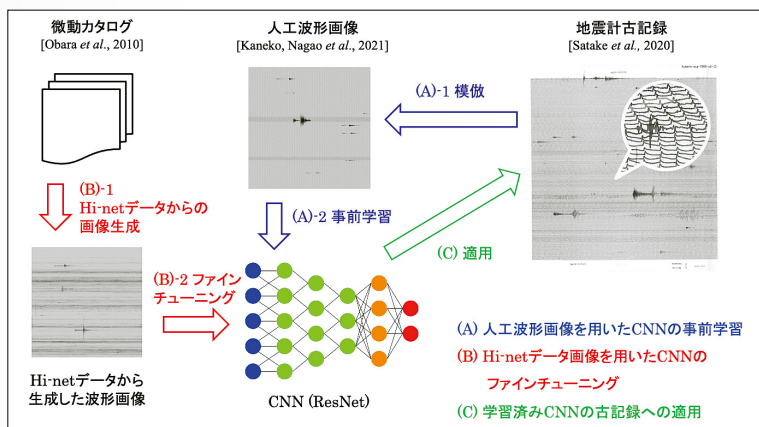 微動カタログ
[Obara et al., 2010]
人工波形画像
[Kaneko, Nagao et al., 2021]
地震計古記録
[Satake et al., 2020]
(A)-1 模倣
(B)-1
Hi-netデータからの
画像生成
(A)-2 事前学習
(C) 適用
(B)-2 ファイン
チューニング
Hi-netデータから
生成した波形画像
CNN (ResNet)
(A) 人工波形画像を用いたCNNの事前学習
(B) Hi-netデータ画像を用いたCNNの
ファインチューニング
(C) 学習済みCNNの古記録への適用